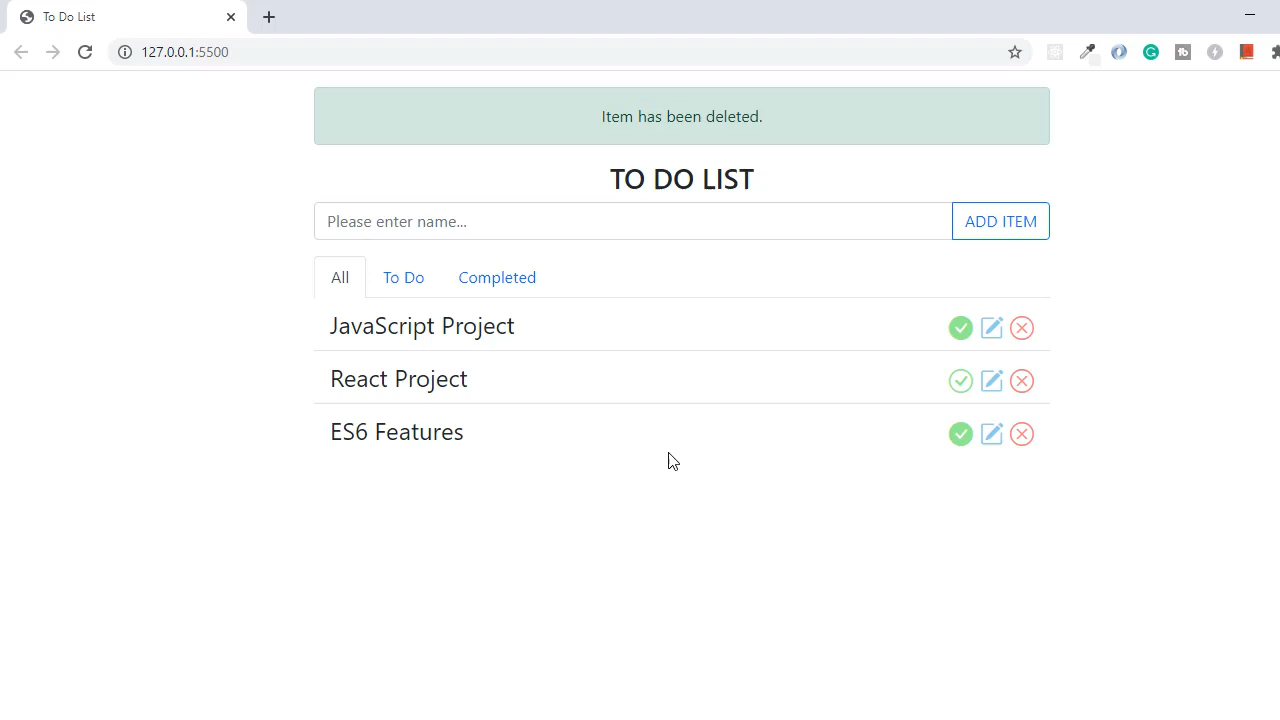 To Do List
127.0.0.1:5500
Item has been deleted.
TO DO LIST
Please enter name...
ADD ITEM
All
To Do
Completed
JavaScript Project
React Project
ES6 Features